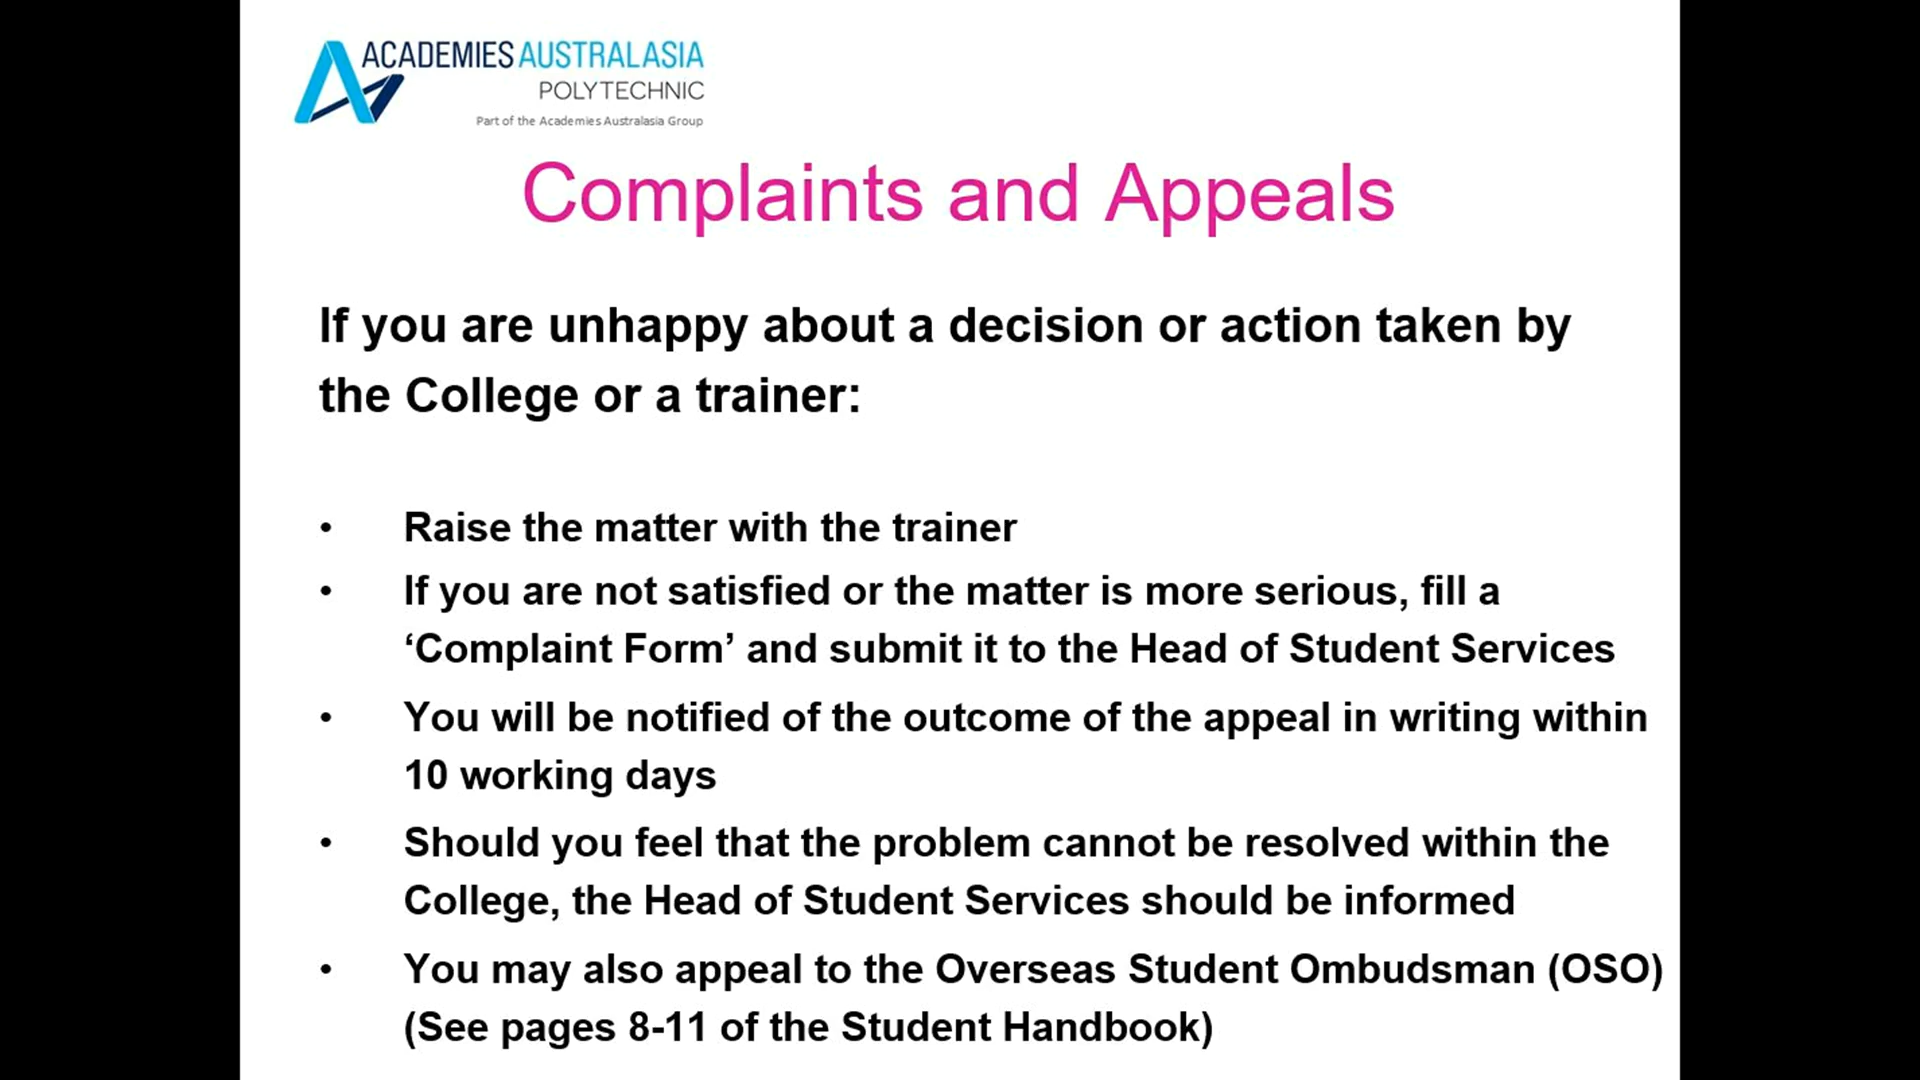 ACADEMIES AUSTRALASIA
POLYTECHNIC
Part of the Academies Australasia Group
Complaints and Appeals
If you are unhappy about a decision or action taken by
the College or a trainer:
• Raise the matter with the trainer
• If you are not satisfied or the matter is more serious, fill a
‘Complaint Form’ and submit it to the Head of Student Services
• You will be notified of the outcome of the appeal in writing within
10 working days
• Should you feel that the problem cannot be resolved within the
College, the Head of Student Services should be informed
• You may also appeal to the Overseas Student Ombudsman (OSO)
(See pages 8-11 of the Student Handbook)